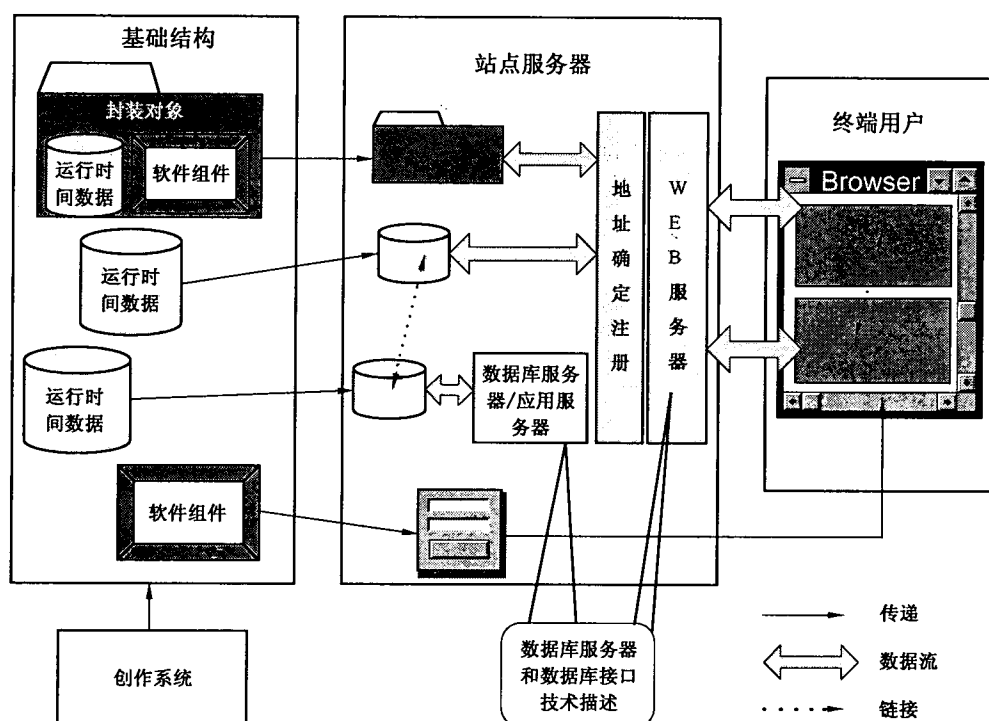 基础结构
封装对象
运行时
间数据
软件组件
运行时
间数据
运行时
间数据
软件组件
创作系统
站点服务器
数据库服务
器/应用服
务器
地址确定注册
WEB服务器
数据库服务器
和数据库接口
技术描述
终端用户
Browser
传递
数据流
链接